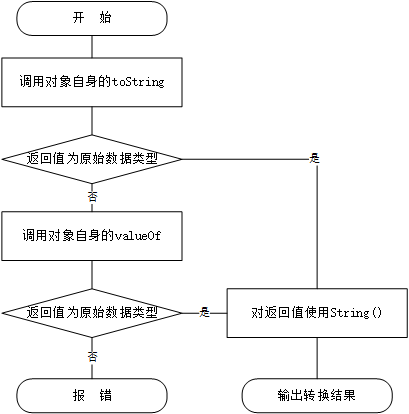 开 始
调用对象自身的toString
返回值为原始数据类型
是
否
调用对象自身的valueOf
返回值为原始数据类型
是
对返回值使用String()
否
报 错
输出转换结果